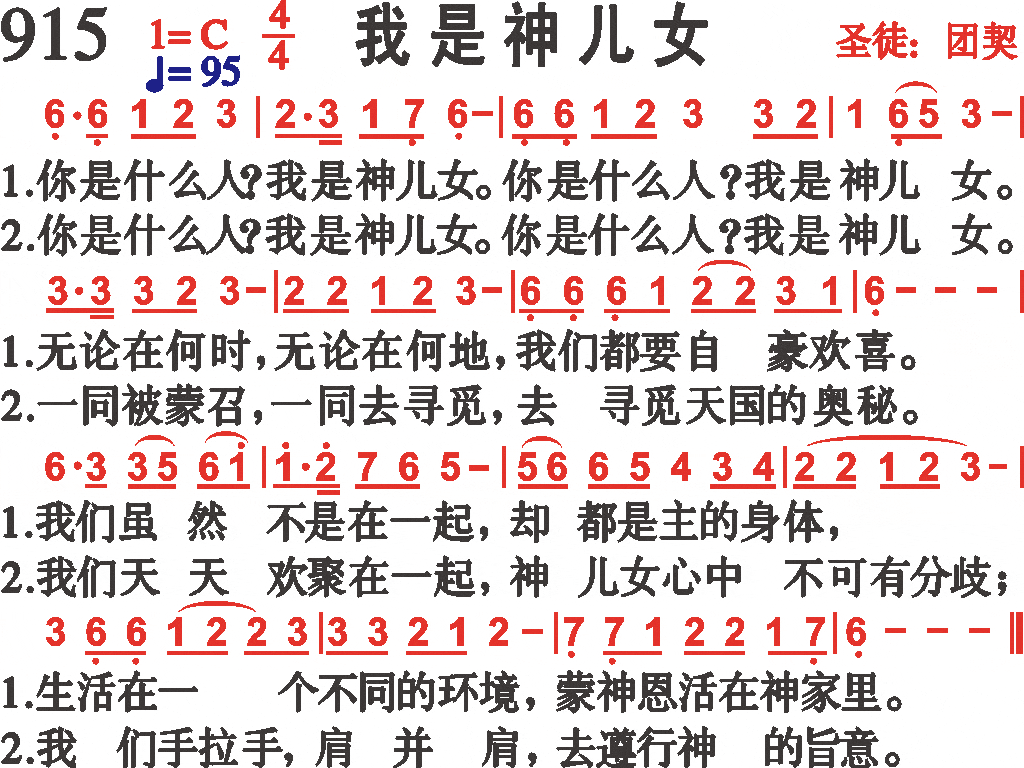 915 1=C 4/4 我是神儿女 圣徒：团契
♩=95
6·6 1 2 3 | 2·3 1 7 6– | 6 6 1 2 3 3 2 | 1 6 5 3 – |
1.你是什么人?我是神儿女。你是什么人?我是神儿 女。
2.你是什么人?我是神儿女。你是什么人?我是神儿 女。
3·3 3 2 3– | 2 2 1 2 3– | 6 6 6 1 2 2 3 1 | 6 – – – |
1.无论在何时,无论在何地,我们都要自 豪欢喜。
2.一同被蒙召,一同去寻觅,去 寻觅天国的奥秘。
6·3 3 5 6 1 | 1·2 7 6 5– | 5 6 6 5 4 3 4 | 2 2 1 2 3– |
1.我们虽 然 不是在一起,却 都是主的身体,
2.我们天 天 欢聚在一起,神 儿女心中 不可有分歧;
3 6 6 1 2 2 3 | 3 3 2 1 2 – | 7 7 1 2 2 1 7 | 6 – – – ‖
1.生活在一 个不同的环境,蒙神恩活在神家里。
2.我 们手拉手,肩 并 肩,去遵行神 的旨意。